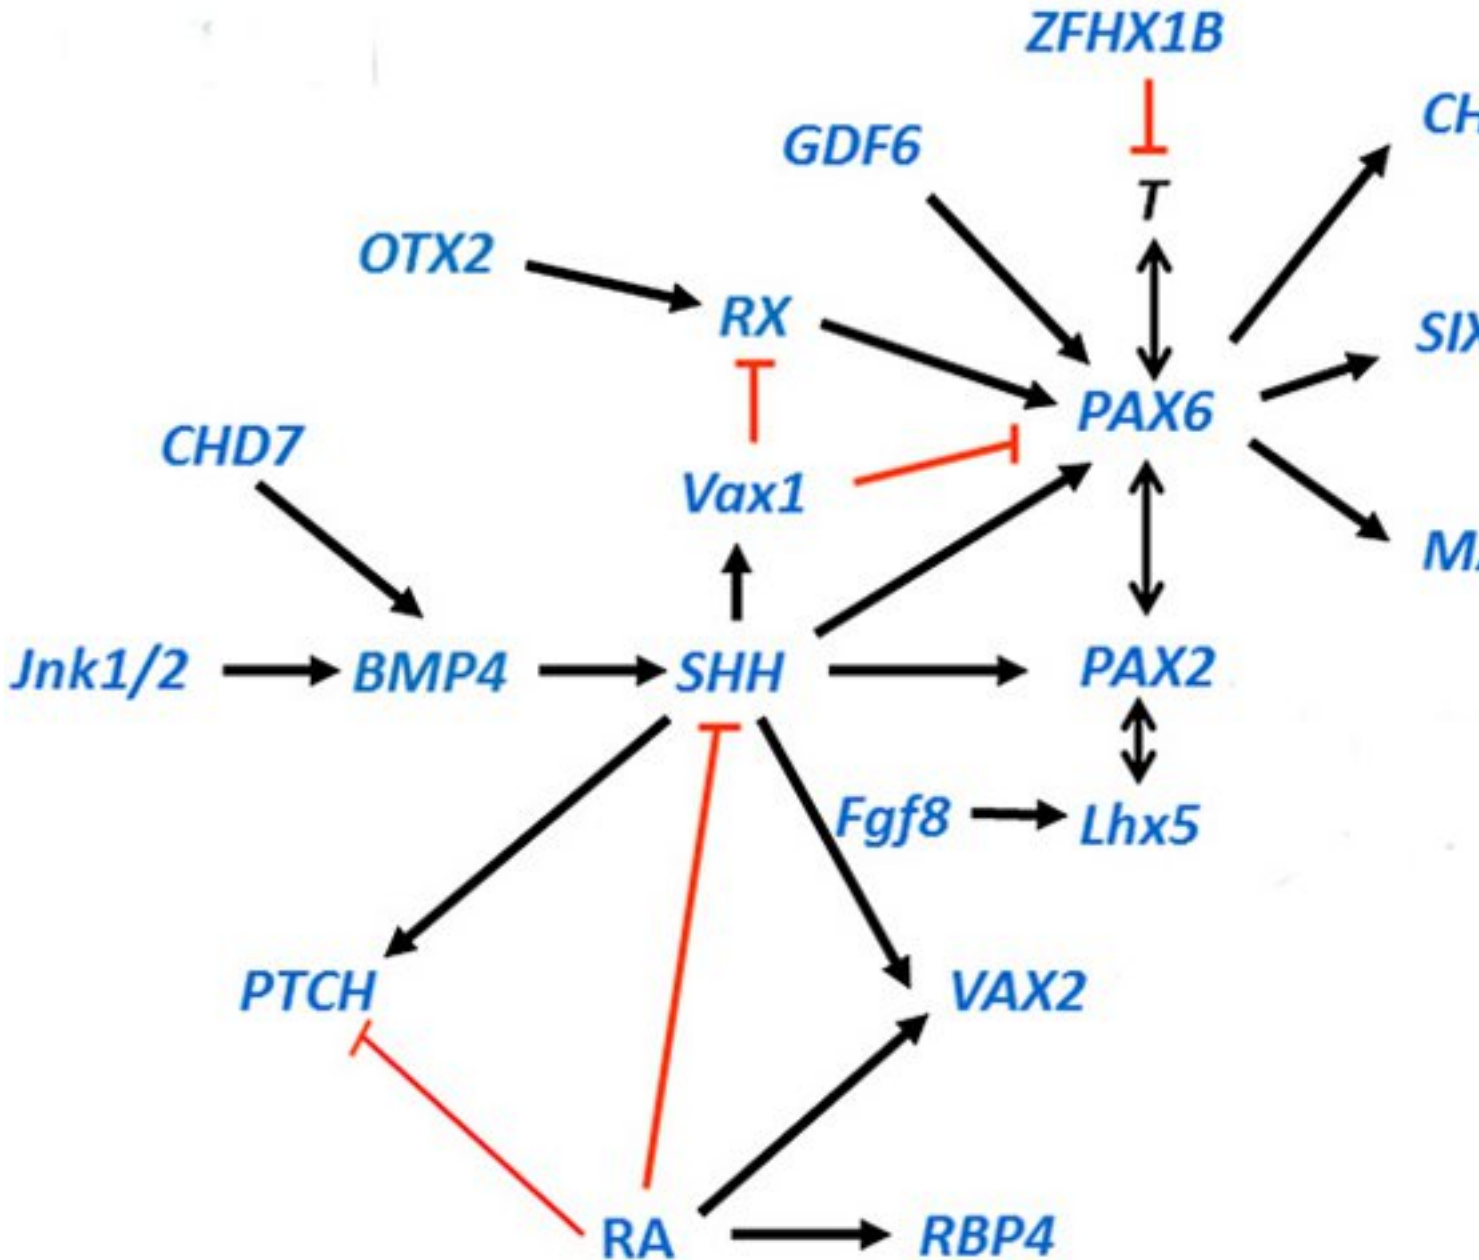 ZFHX1B
CH
GDF6
T
OTX2
RX
SIX
PAX6
CHD7
Vax1
Jnk1/2
BMP4
SHH
PAX2
Fgf8
Lhx5
PTCH
VAX2
RA
RBP4